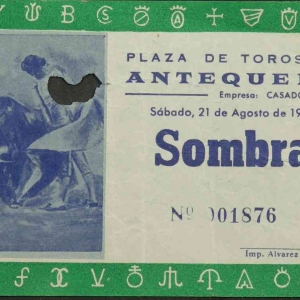 PLAZA DE TOROS
ANTEQUE
Empresa: CASADO
Sábado, 21 de Agosto de 19
Sombra
Nº 001876
Imp. Alvarez